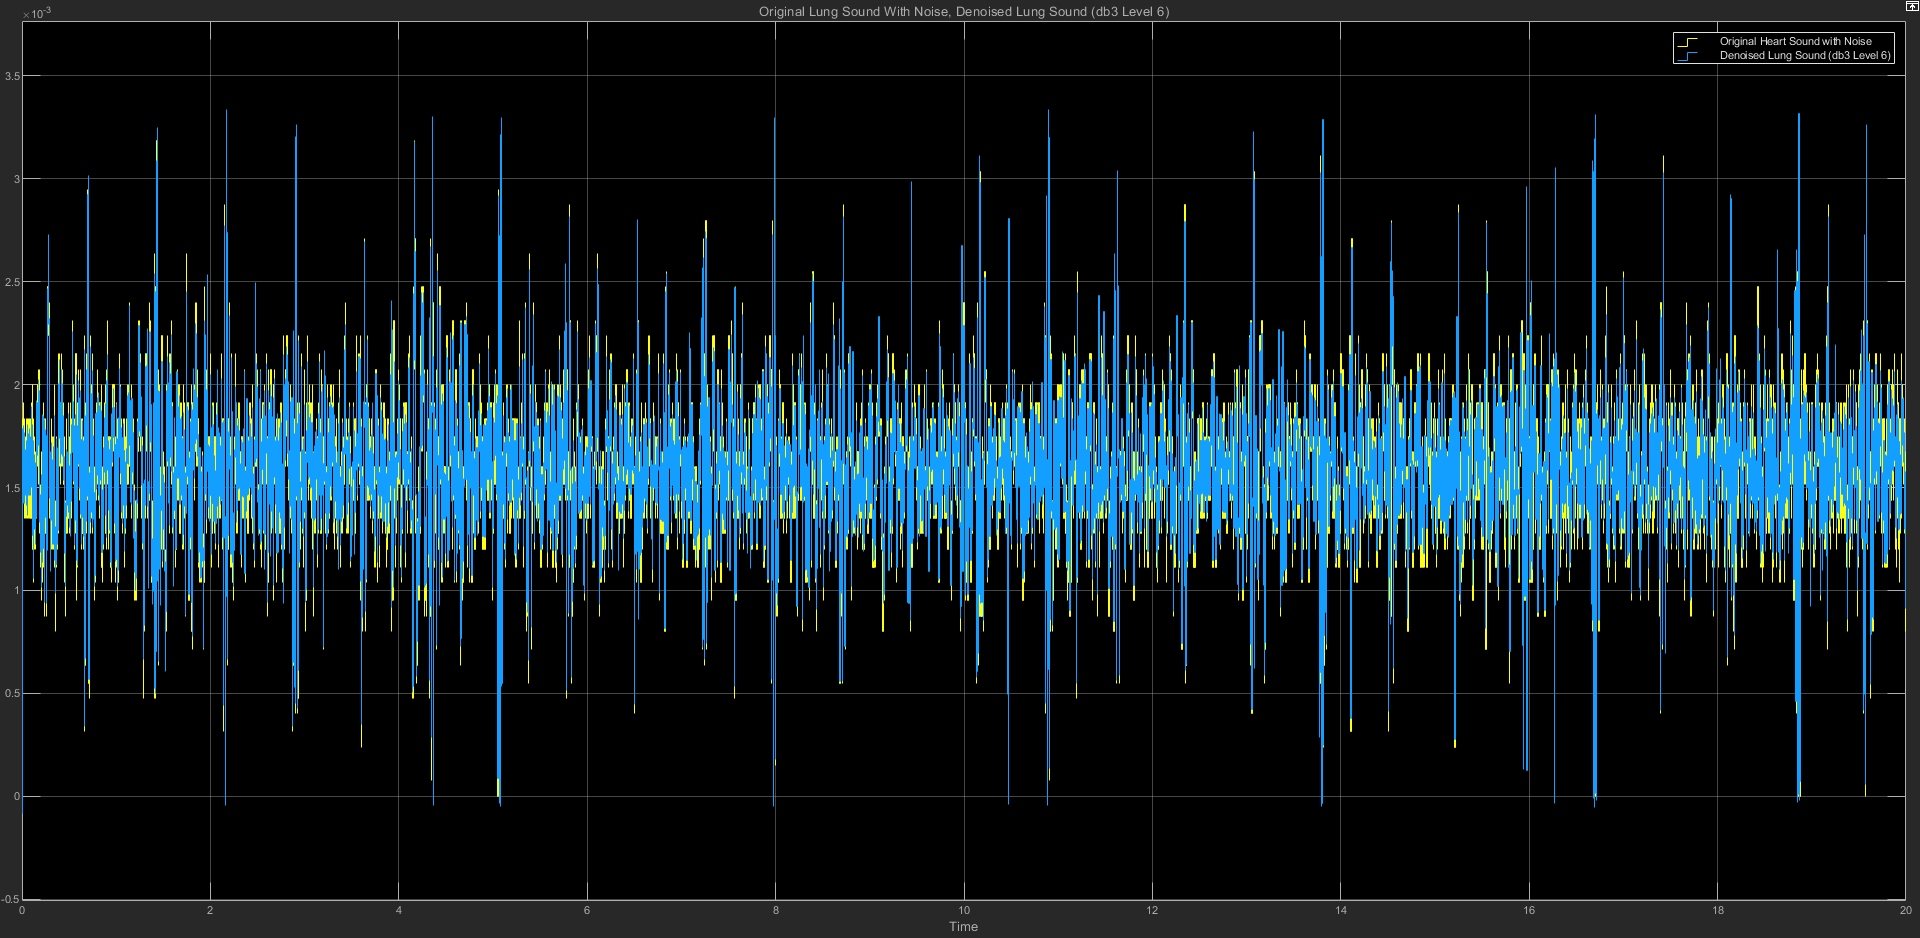 Original Lung Sound With Noise, Denoised Lung Sound (db3 Level 6)
×10⁻³
Original Heart Sound with Noise
Denoised Lung Sound (db3 Level 6)
3.5
3
2.5
2
1.5
1
0.5
0
-0.5
0 2 4 6 8 10 12 14 16 18 20
Time